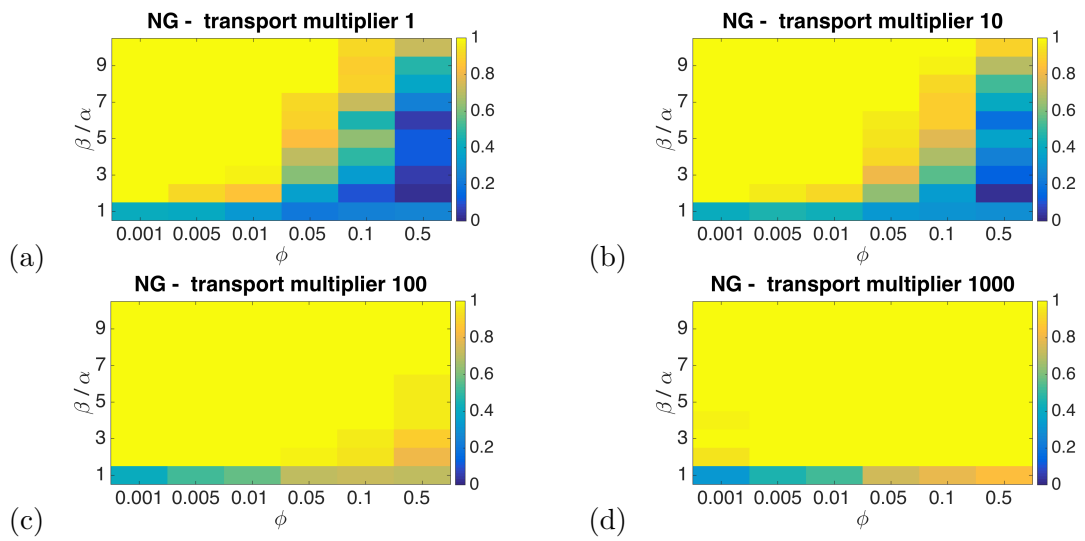 NG - transport multiplier 1
β / α
9
7
5
3
1
0.001 0.005 0.01 0.05 0.1 0.5
φ
1
0.8
0.6
0.4
0.2
0
(a)
NG - transport multiplier 10
β / α
9
7
5
3
1
0.001 0.005 0.01 0.05 0.1 0.5
φ
1
0.8
0.6
0.4
0.2
0
(b)
NG - transport multiplier 100
β / α
9
7
5
3
1
0.001 0.005 0.01 0.05 0.1 0.5
φ
1
0.8
0.6
0.4
0.2
0
(c)
NG - transport multiplier 1000
β / α
9
7
5
3
1
0.001 0.005 0.01 0.05 0.1 0.5
φ
1
0.8
0.6
0.4
0.2
0
(d)